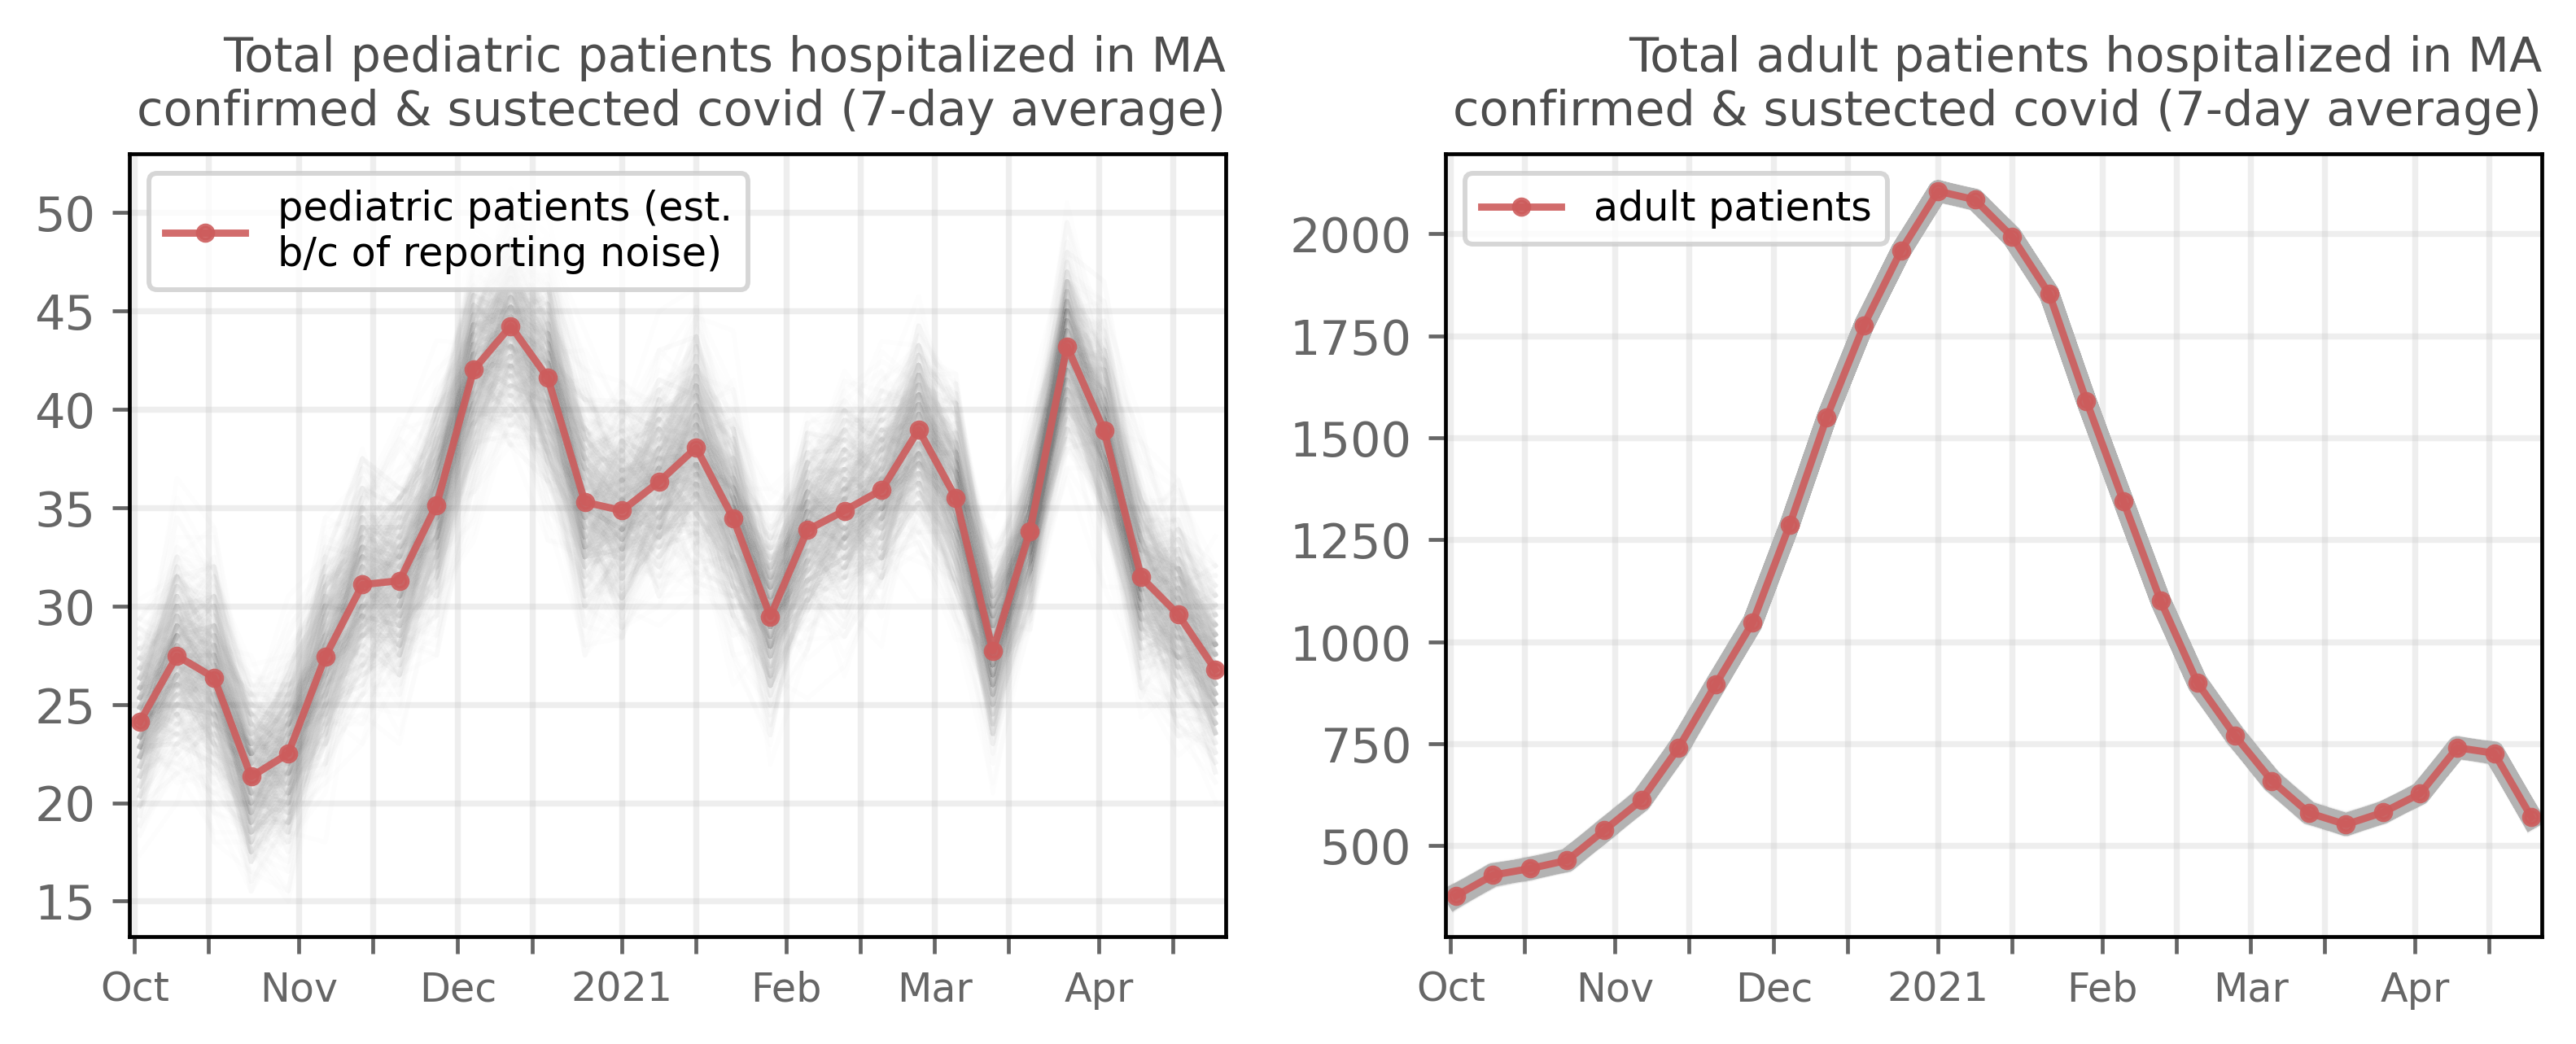 Total pediatric patients hospitalized in MA
confirmed & sustected covid (7-day average)
pediatric patients (est.
b/c of reporting noise)
50
45
40
35
30
25
20
15
Oct
Nov
Dec
2021
Feb
Mar
Apr
Total adult patients hospitalized in MA
confirmed & sustected covid (7-day average)
adult patients
2000
1750
1500
1250
1000
750
500
Oct
Nov
Dec
2021
Feb
Mar
Apr